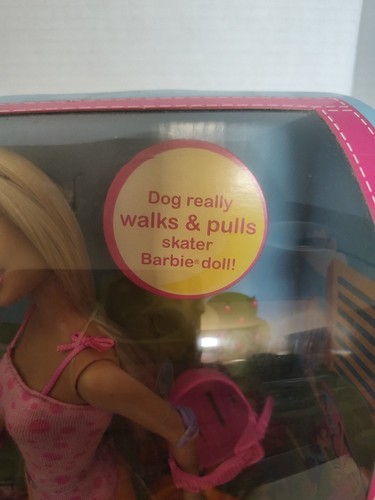 Dog really
walks & pulls
skater
Barbie® doll!